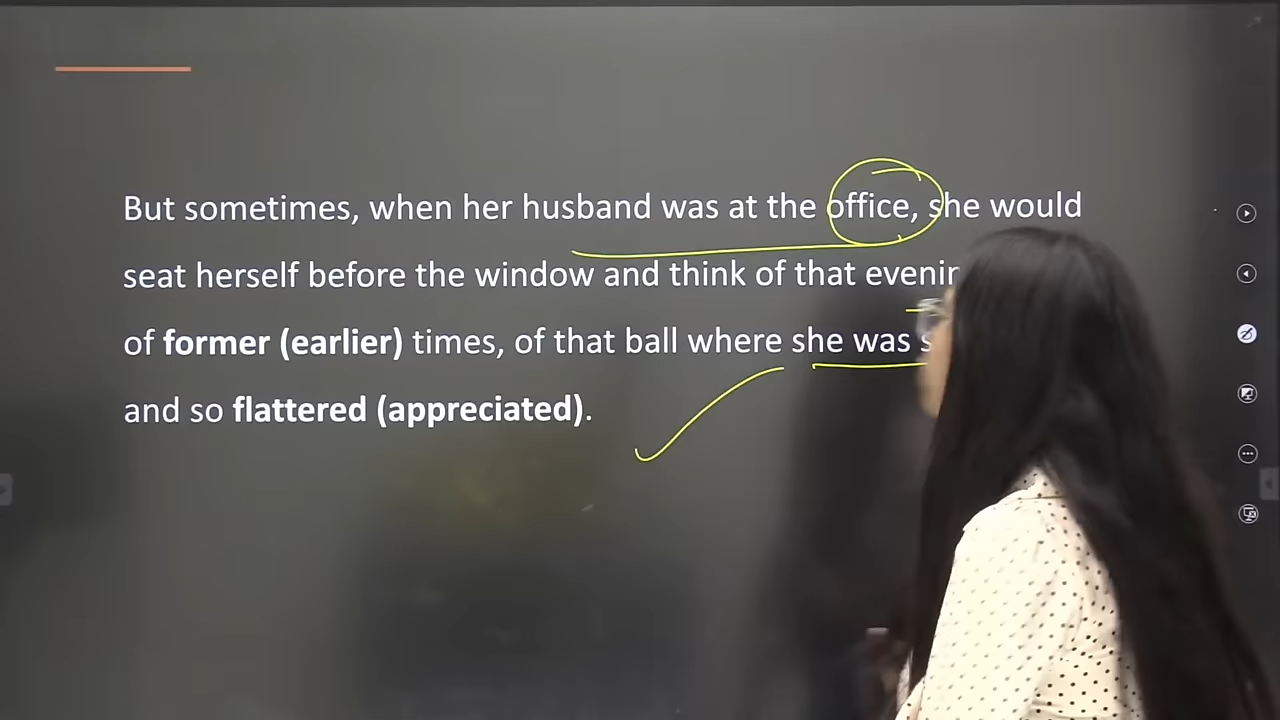 But sometimes, when her husband was at the office, she would
seat herself before the window and think of that
of former (earlier) times, of that ball where she was
and so flattered (appreciated).